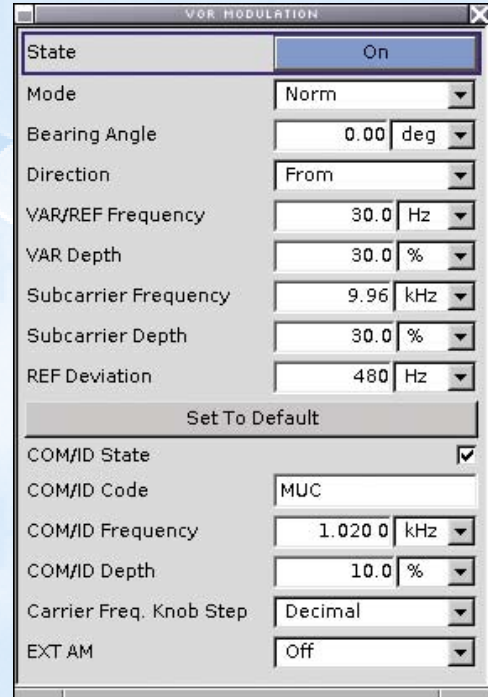 VOR MODULATION
State On
Mode Norm
Bearing Angle 0.00 deg
Direction From
VAR/REF Frequency 30.0 Hz
VAR Depth 30.0 %
Subcarrier Frequency 9.96 kHz
Subcarrier Depth 30.0 %
REF Deviation 480 Hz
Set To Default
COM/ID State
COM/ID Code MUC
COM/ID Frequency 1.020 0 kHz
COM/ID Depth 10.0 %
Carrier Freq. Knob Step Decimal
EXT AM Off